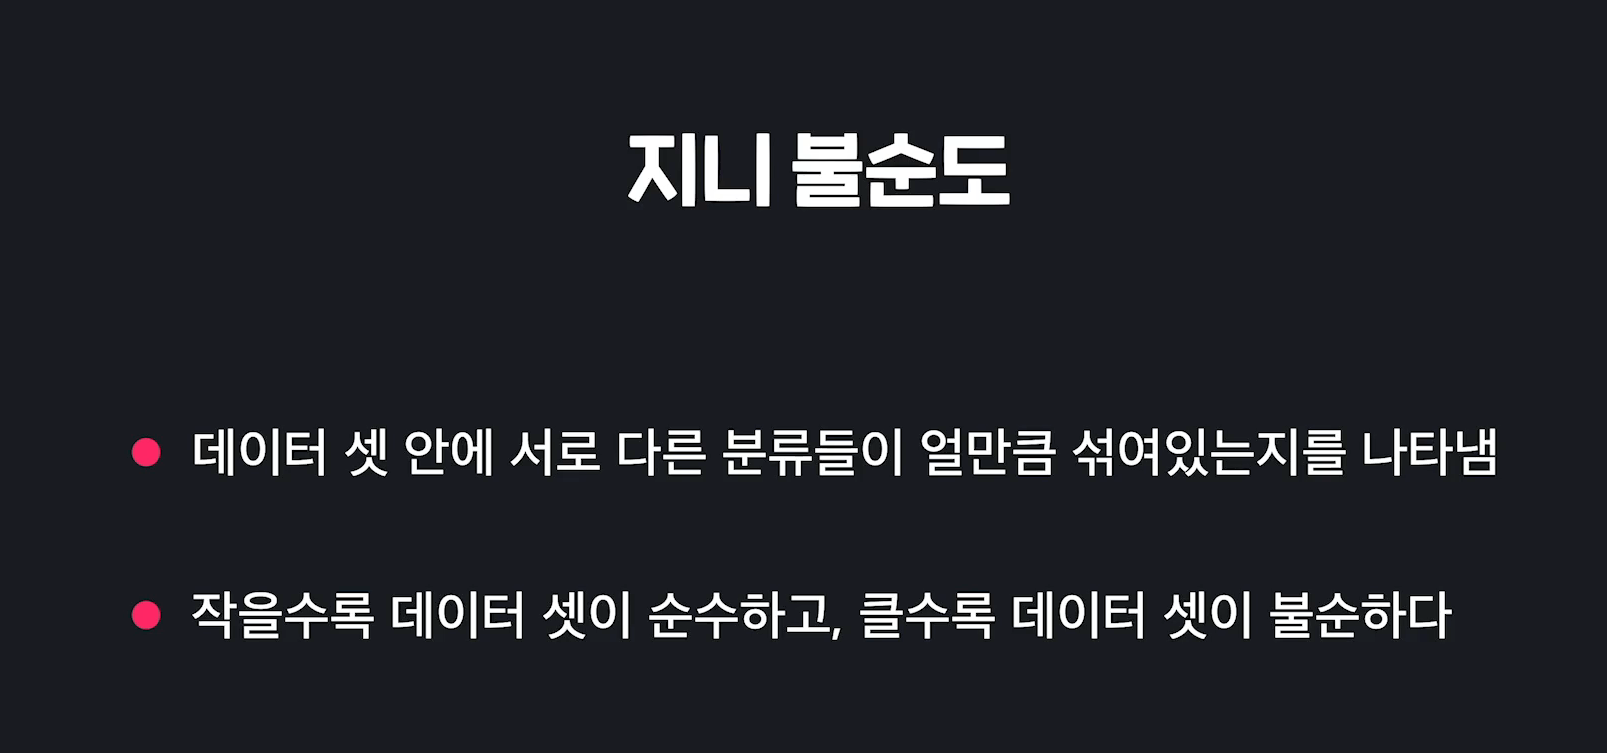 지니 불순도
데이터 셋 안에 서로 다른 분류들이 얼만큼 섞여있는지를 나타냄
작을수록 데이터 셋이 순수하고, 클수록 데이터 셋이 불순하다